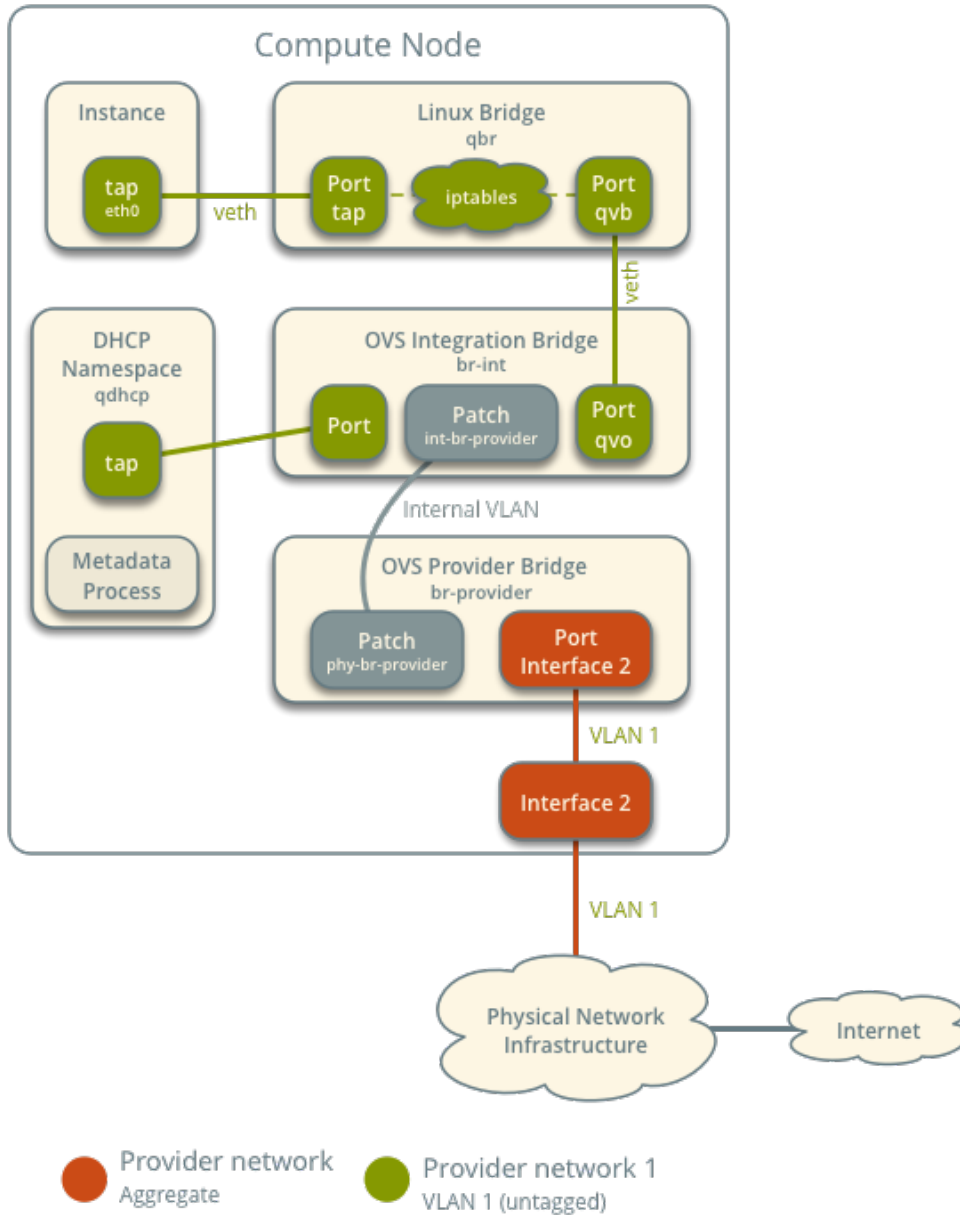 Compute Node
Instance
tap
eth0
veth
Linux Bridge
qbr
Port
tap
iptables
Port
qvb
veth
DHCP
Namespace
qdhcp
tap
Metadata
Process
OVS Integration Bridge
br-int
Port
Patch
int-br-provider
Port
qvo
Internal VLAN
OVS Provider Bridge
br-provider
Patch
phy-br-provider
Port
Interface 2
VLAN 1
Interface 2
VLAN 1
Physical Network
Infrastructure
Internet
Provider network
Aggregate
Provider network 1
VLAN 1 (untagged)